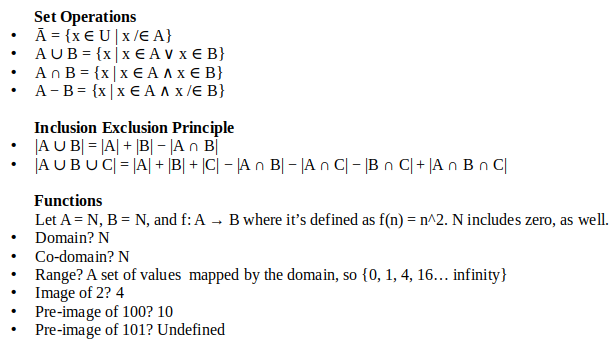 Set Operations
• Ā = {x ∈ U | x /∈ A}
• A ∪ B = {x | x ∈ A ∨ x ∈ B}
• A ∩ B = {x | x ∈ A ∧ x ∈ B}
• A − B = {x | x ∈ A ∧ x /∈ B}
Inclusion Exclusion Principle
• |A ∪ B| = |A| + |B| − |A ∩ B|
• |A ∪ B ∪ C| = |A| + |B| + |C| − |A ∩ B| − |A ∩ C| − |B ∩ C| + |A ∩ B ∩ C|
Functions
Let A = N, B = N, and f: A → B where it’s defined as f(n) = n^2. N includes zero, as well.
• Domain? N
• Co-domain? N
• Range? A set of values mapped by the domain, so {0, 1, 4, 16… infinity}
• Image of 2? 4
• Pre-image of 100? 10
• Pre-image of 101? Undefined